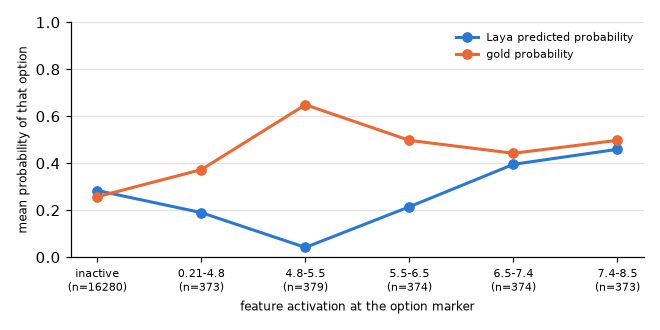 mean probability of that option
1.0
0.8
0.6
0.4
0.2
0.0
Laya predicted probability
gold probability
inactive
(n=16280)
0.21-4.8
(n=373)
4.8-5.5
(n=379)
5.5-6.5
(n=374)
6.5-7.4
(n=374)
7.4-8.5
(n=373)
feature activation at the option marker